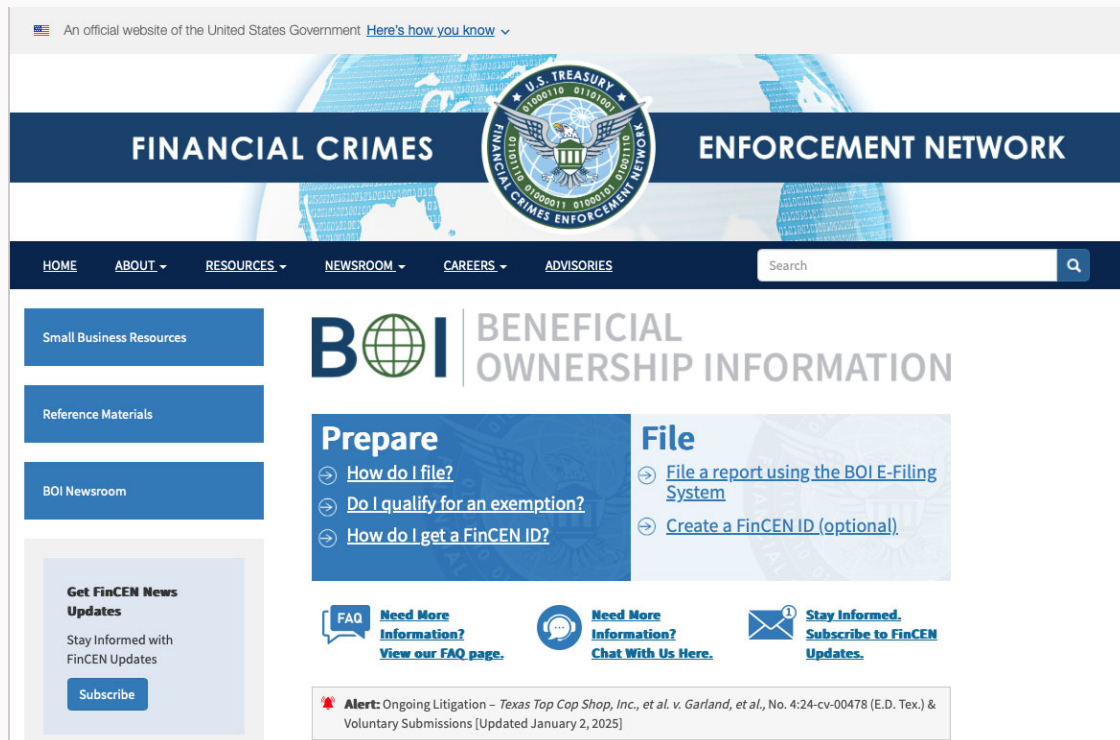 An official website of the United States Government Here's how you know
FINANCIAL CRIMES
U.S. TREASURY
FINANCIAL CRIMES ENFORCEMENT NETWORK
ENFORCEMENT NETWORK
HOME ABOUT RESOURCES NEWSROOM CAREERS ADVISORIES Search
Small Business Resources
Reference Materials
BOI Newsroom
Get FinCEN News
Updates
Stay Informed with
FinCEN Updates
Subscribe
BOI BENEFICIAL
OWNERSHIP INFORMATION
Prepare
How do I file?
Do I qualify for an exemption?
How do I get a FinCEN ID?
File
File a report using the BOI E-Filing
System
Create a FinCEN ID (optional)
FAQ
Need More
Information?
View our FAQ page.
Need More
Information?
Chat With Us Here.
1
Stay Informed.
Subscribe to FinCEN
Updates.
Alert: Ongoing Litigation – Texas Top Cop Shop, Inc., et al. v. Garland, et al., No. 4:24-cv-00478 (E.D. Tex.) &
Voluntary Submissions [Updated January 2, 2025]